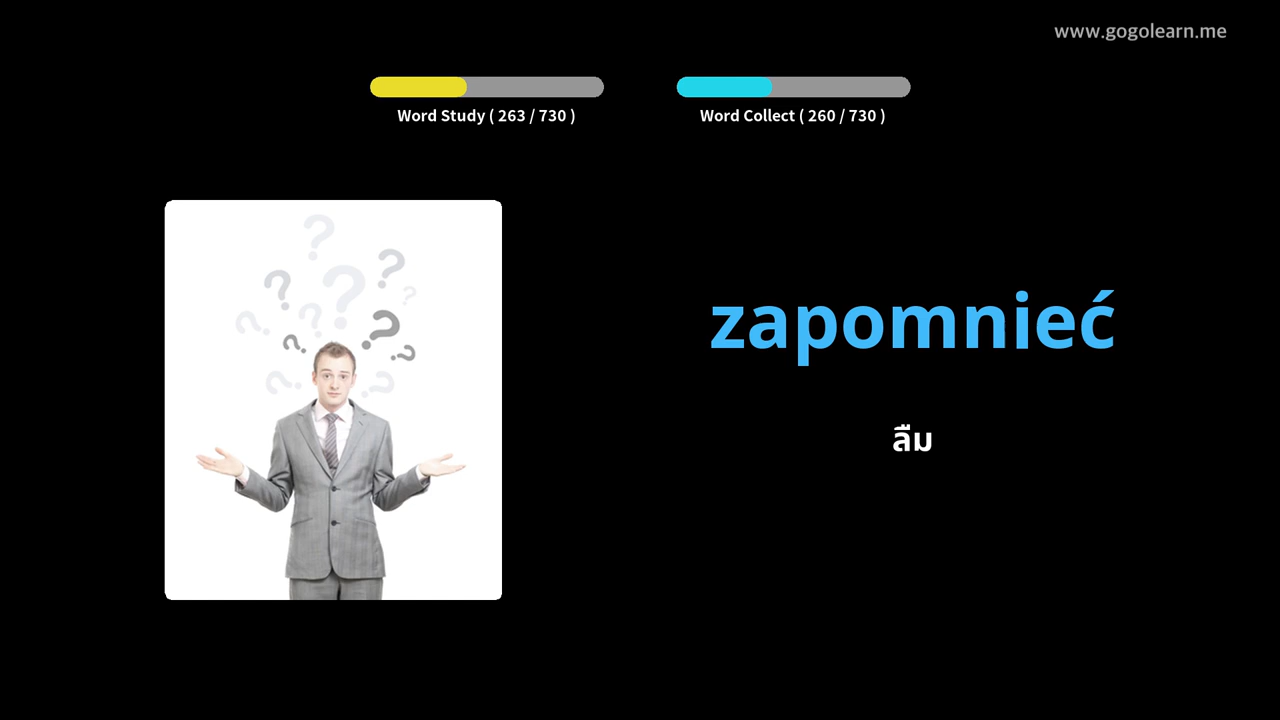 www.gogolearn.me
Word Study ( 263 / 730 )
Word Collect ( 260 / 730 )
zapomnieć
ลืม